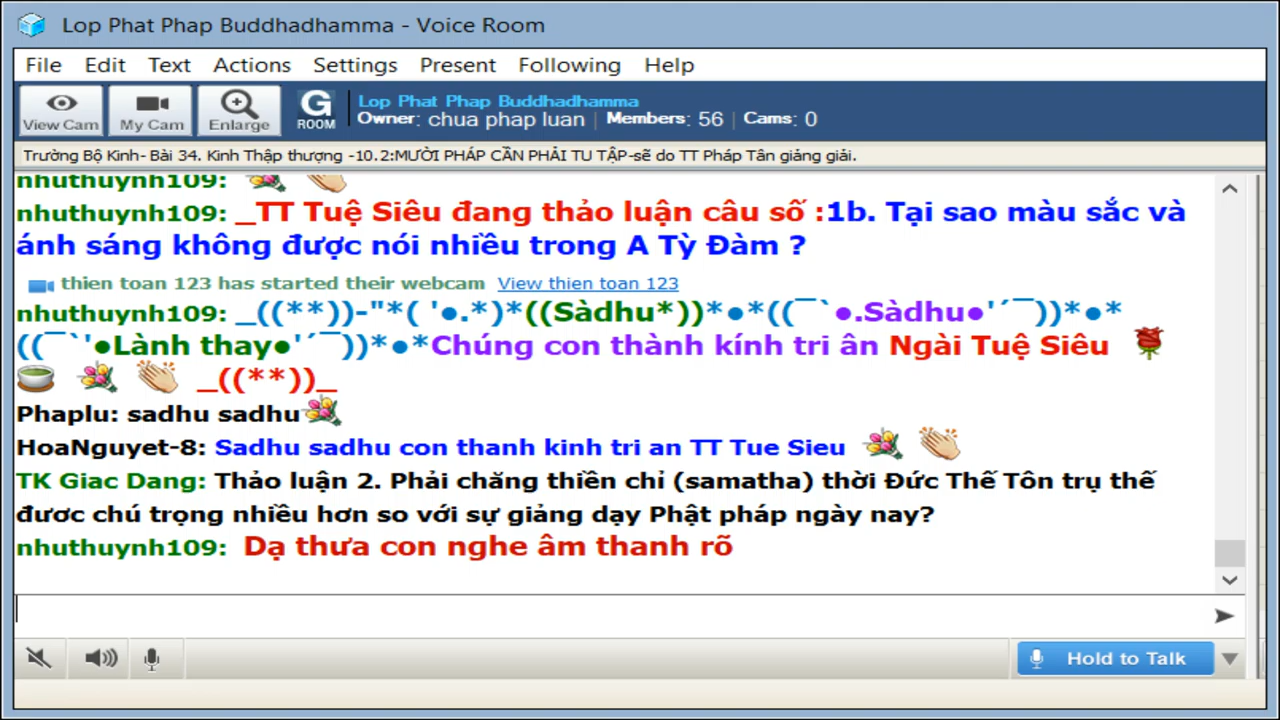 Lop Phat Phap Buddhadhamma - Voice Room
File Edit Text Actions Settings Present Following Help
View Cam My Cam Enlarge G ROOM Lop Phat Phap Buddhadhamma
Owner: chua phap luan | Members: 56 | Cams: 0
Trường Bộ Kinh- Bài 34. Kinh Thập thượng -10.2:MƯỜI PHÁP CẦN PHẢI TU TẬP-sẽ do TT Pháp Tân giảng giải.
nhuthuynh109:
nhuthuynh109: _TT Tuệ Siêu đang thảo luận câu số :1b. Tại sao màu sắc và
ánh sáng không được nói nhiều trong A Tỳ Đàm ?
thien toan 123 has started their webcam View thien toan 123
nhuthuynh109: _((**))-"*( '●.*)*((Sàdhu*))*●*((¯`●.Sàdhu●'´¯))*●*
((¯`'●Lành thay●'´¯))*●*Chúng con thành kính tri ân Ngài Tuệ Siêu
_((**))_
Phaplu: sadhu sadhu
HoaNguyet-8: Sadhu sadhu con thanh kinh tri an TT Tue Sieu
TK Giac Dang: Thảo luận 2. Phải chăng thiền chỉ (samatha) thời Đức Thế Tôn trụ thế
đươc chú trọng nhiều hơn so với sự giảng dạy Phật pháp ngày nay?
nhuthuynh109: Dạ thưa con nghe âm thanh rõ
Hold to Talk